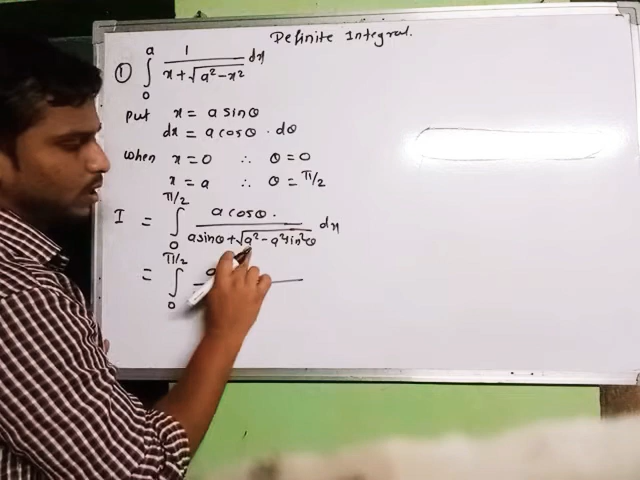 Definite Integral.
① ∫₀ᵃ 1/(x+√(a²-x²)) dx
put x = a sinθ
dx = a cosθ · dθ
when x = 0 ∴ θ = 0
x = a ∴ θ = π/2
I = ∫₀^(π/2) a cosθ · / (a sinθ + √(a² - a² sin²θ)) dx
= ∫₀^(π/2) a